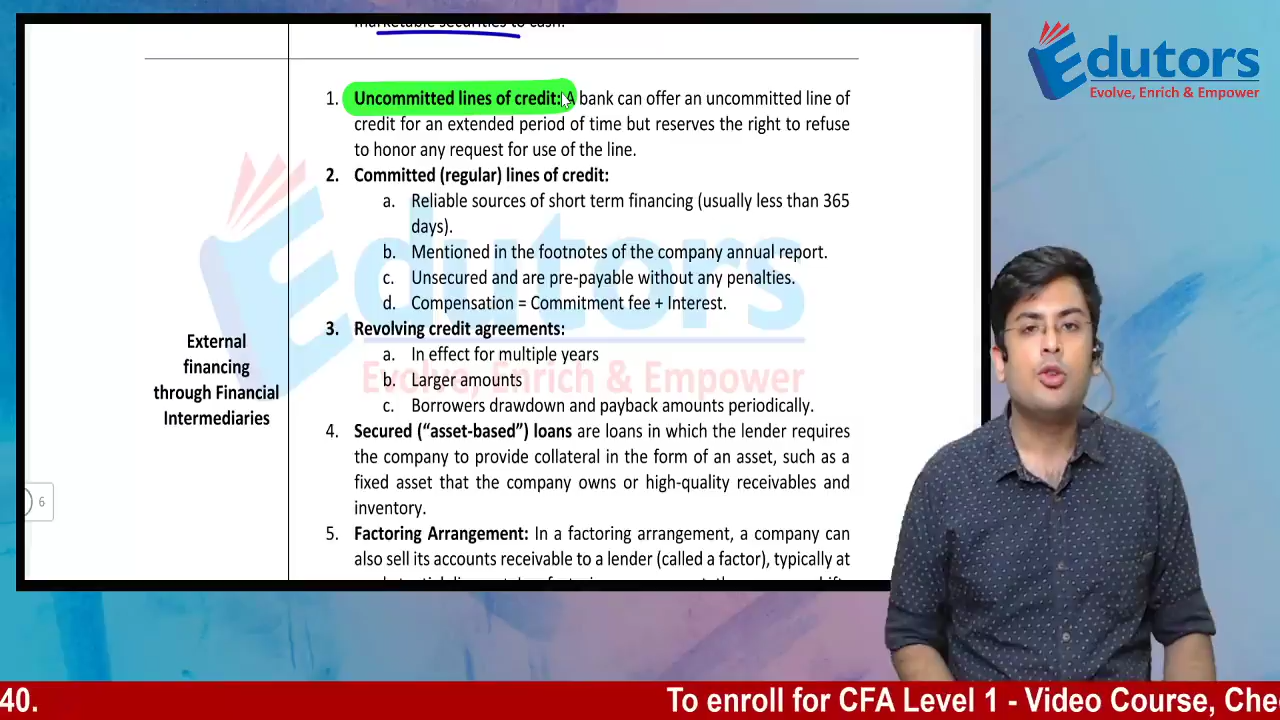 marketable securities to cash.
1. Uncommitted lines of credit: A bank can offer an uncommitted line of
credit for an extended period of time but reserves the right to refuse
to honor any request for use of the line.
2. Committed (regular) lines of credit:
a. Reliable sources of short term financing (usually less than 365
days).
b. Mentioned in the footnotes of the company annual report.
c. Unsecured and are pre-payable without any penalties.
d. Compensation = Commitment fee + Interest.
3. Revolving credit agreements:
a. In effect for multiple years
b. Larger amounts
c. Borrowers drawdown and payback amounts periodically.
4. Secured (“asset-based”) loans are loans in which the lender requires
the company to provide collateral in the form of an asset, such as a
fixed asset that the company owns or high-quality receivables and
inventory.
5. Factoring Arrangement: In a factoring arrangement, a company can
also sell its accounts receivable to a lender (called a factor), typically at
External
financing
through Financial
Intermediaries
6
Edutors
Evolve, Enrich & Empower
Edutors
Evolve, Enrich & Empower
40.
To enroll for CFA Level 1 - Video Course, Che